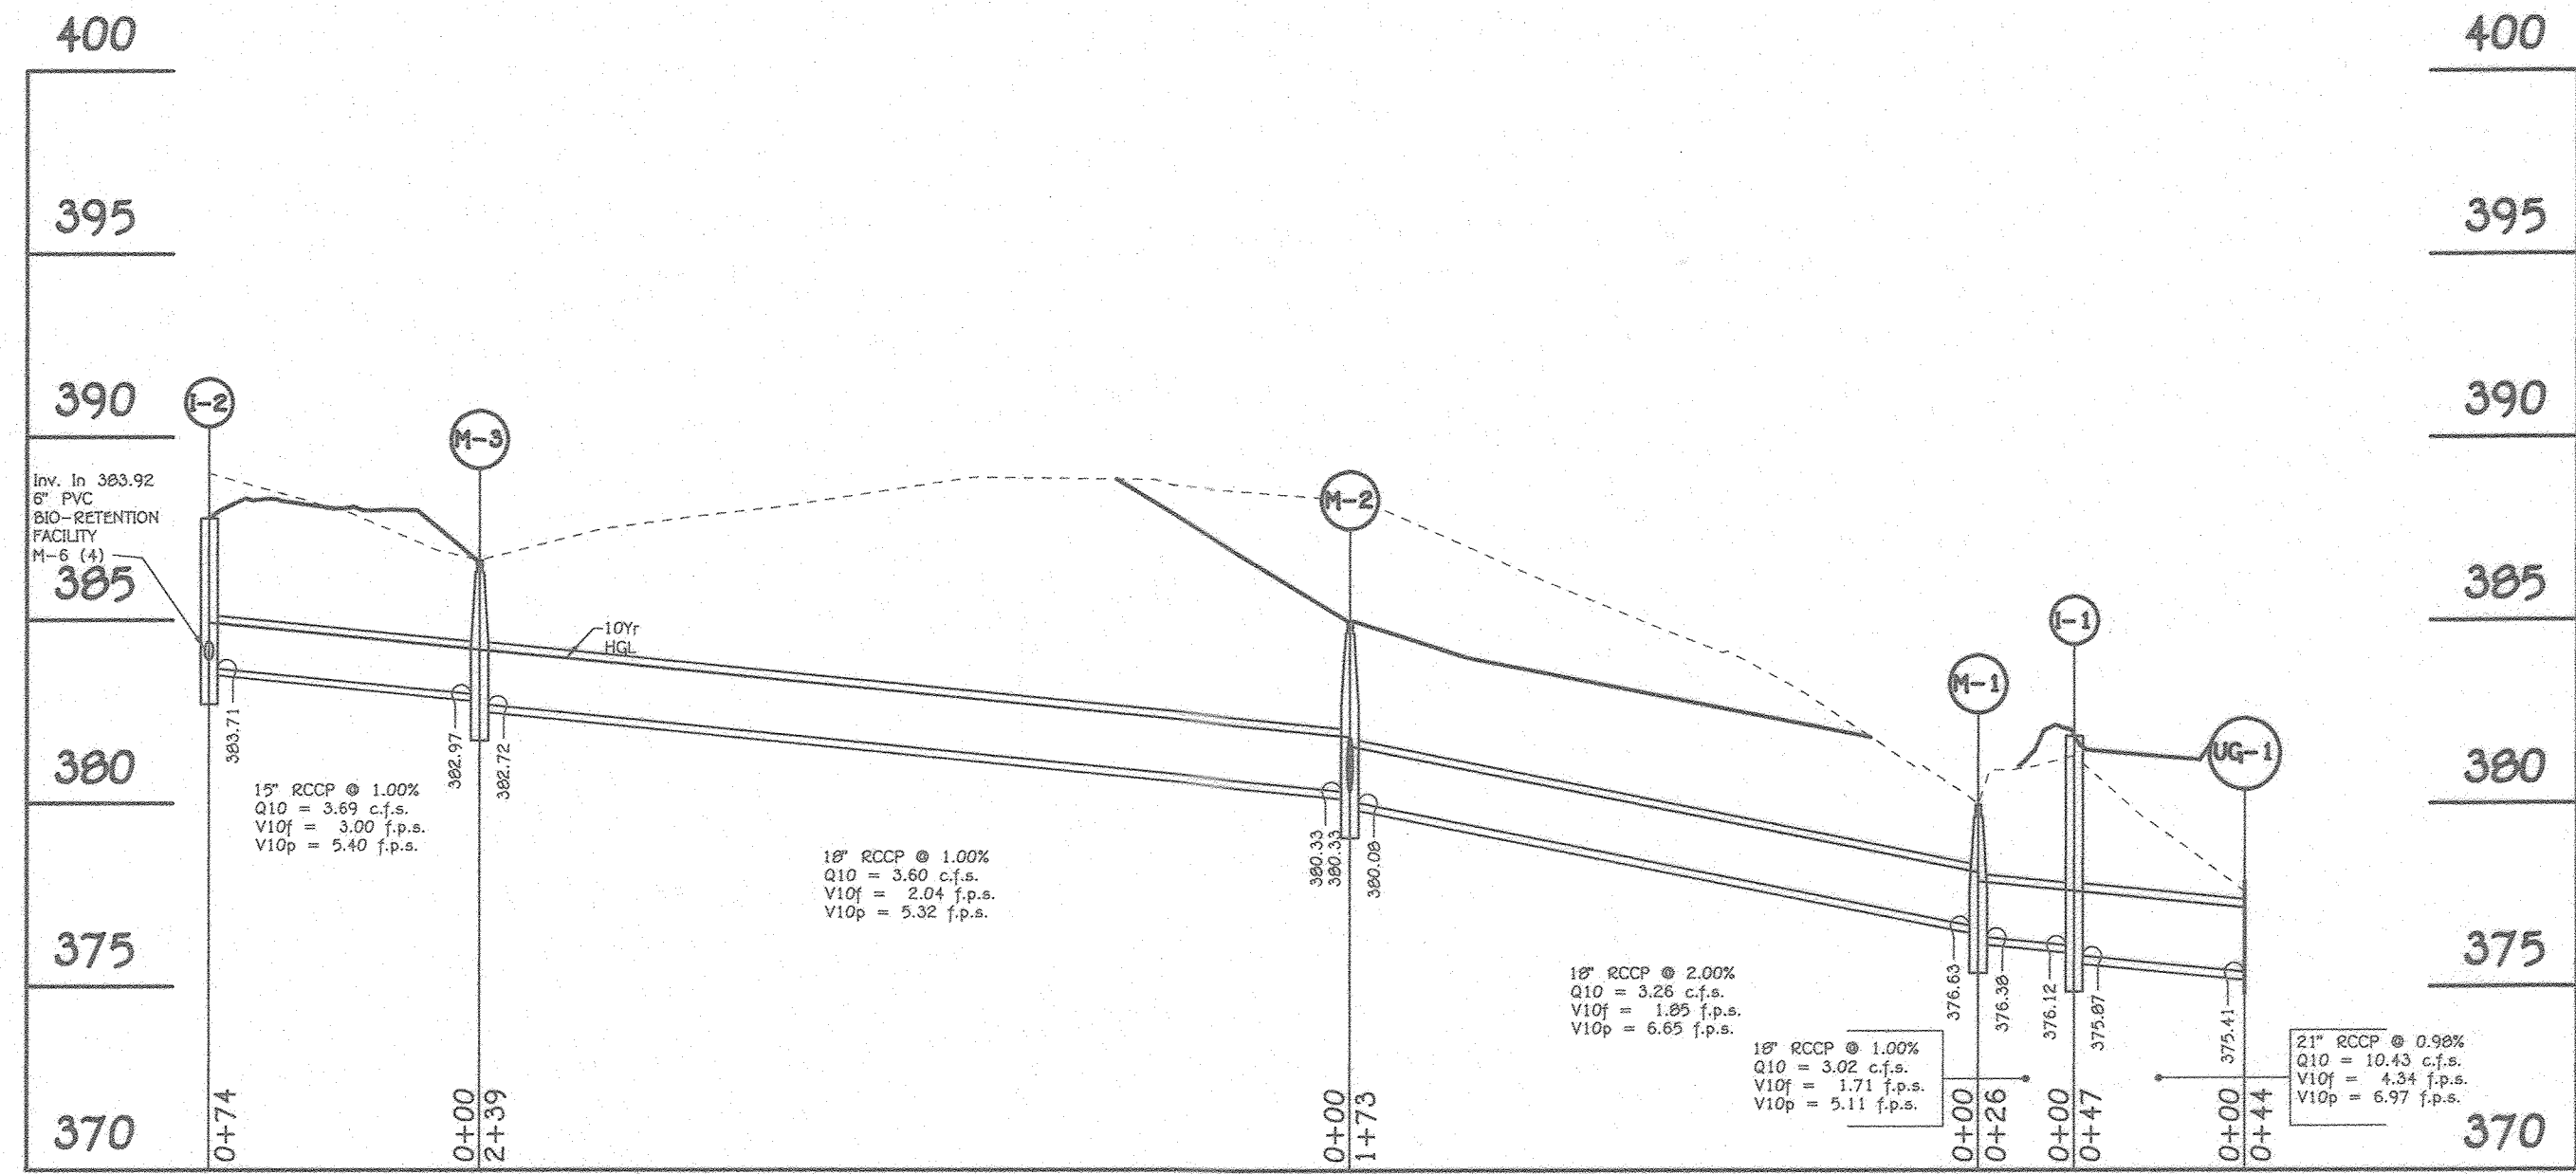 400
400
395
395
390
390
I-2
M-3
Inv. In 383.92
6" PVC
BIO-RETENTION
FACILITY
M-6 (4)
385
385
M-2
10Yr
HGL
I-1
M-1
UG-1
380
380
383.71
382.97
382.72
15" RCCP @ 1.00%
Q10 = 3.69 c.f.s.
V10f = 3.00 f.p.s.
V10p = 5.40 f.p.s.
18" RCCP @ 1.00%
Q10 = 3.60 c.f.s.
V10f = 2.04 f.p.s.
V10p = 5.32 f.p.s.
380.33
380.33
380.08
375
375
18" RCCP @ 2.00%
Q10 = 3.26 c.f.s.
V10f = 1.85 f.p.s.
V10p = 6.65 f.p.s.
376.63
376.38
376.12
375.87
375.41
18" RCCP @ 1.00%
Q10 = 3.02 c.f.s.
V10f = 1.71 f.p.s.
V10p = 5.11 f.p.s.
21" RCCP @ 0.98%
Q10 = 10.43 c.f.s.
V10f = 4.34 f.p.s.
V10p = 6.97 f.p.s.
370
370
0+74
0+00
2+39
0+00
1+73
0+00
0+26
0+00
0+47
0+00
0+44